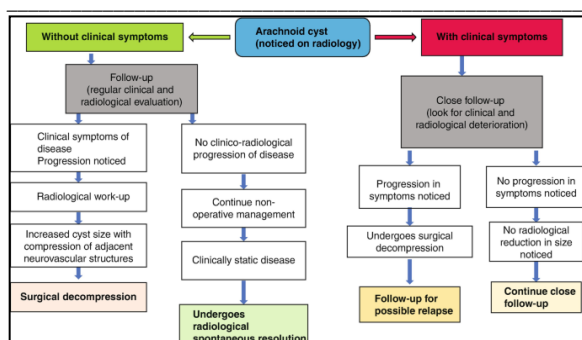 Without clinical symptoms
Arachnoid cyst
(noticed on radiology)
With clinical symptoms
Follow-up
(regular clinical and
radiological evaluation)
Close follow-up
(look for clinical and
radiological deterioration)
Clinical symptoms of
disease
Progression noticed
Radiological work-up
Increased cyst size with
compression of adjacent
neurovascular structures
Surgical decompression
No clinico-radiological
progression of disease
Continue non-
operative management
Clinically static disease
Undergoes
radiological
spontaneous resolution
Progression in
symptoms noticed
Undergoes surgical
decompression
Follow-up for
possible relapse
No progression in
symptoms noticed
No radiological
reduction in size
noticed
Continue close
follow-up